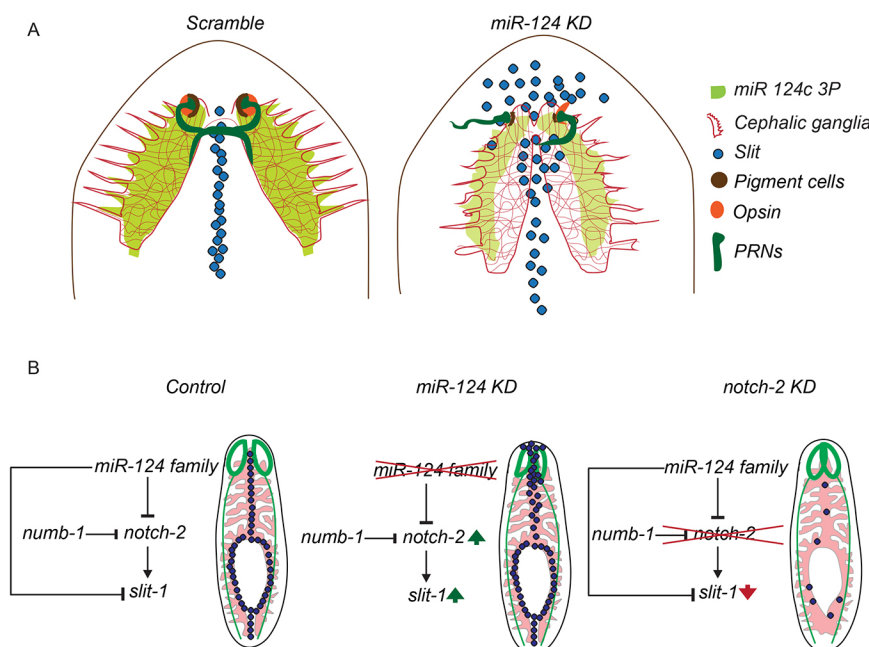 A
Scramble
miR-124 KD
miR 124c 3P
Cephalic ganglia
Slit
Pigment cells
Opsin
PRNs
B
Control
miR-124 KD
notch-2 KD
miR-124 family
numb-1
notch-2
slit-1
miR-124 family
numb-1
notch-2
slit-1
miR-124 family
numb-1
notch-2
slit-1